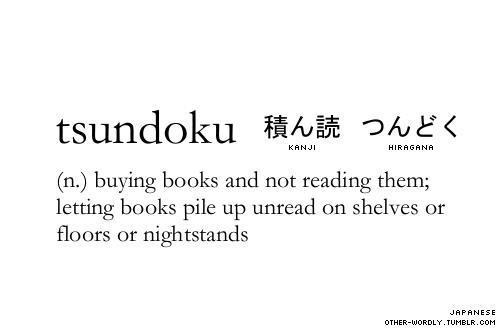 tsundoku 積ん読 つんどく
KANJI HIRAGANA
(n.) buying books and not reading them;
letting books pile up unread on shelves or
floors or nightstands
JAPANESE
OTHER-WORDLY.TUMBLR.COM